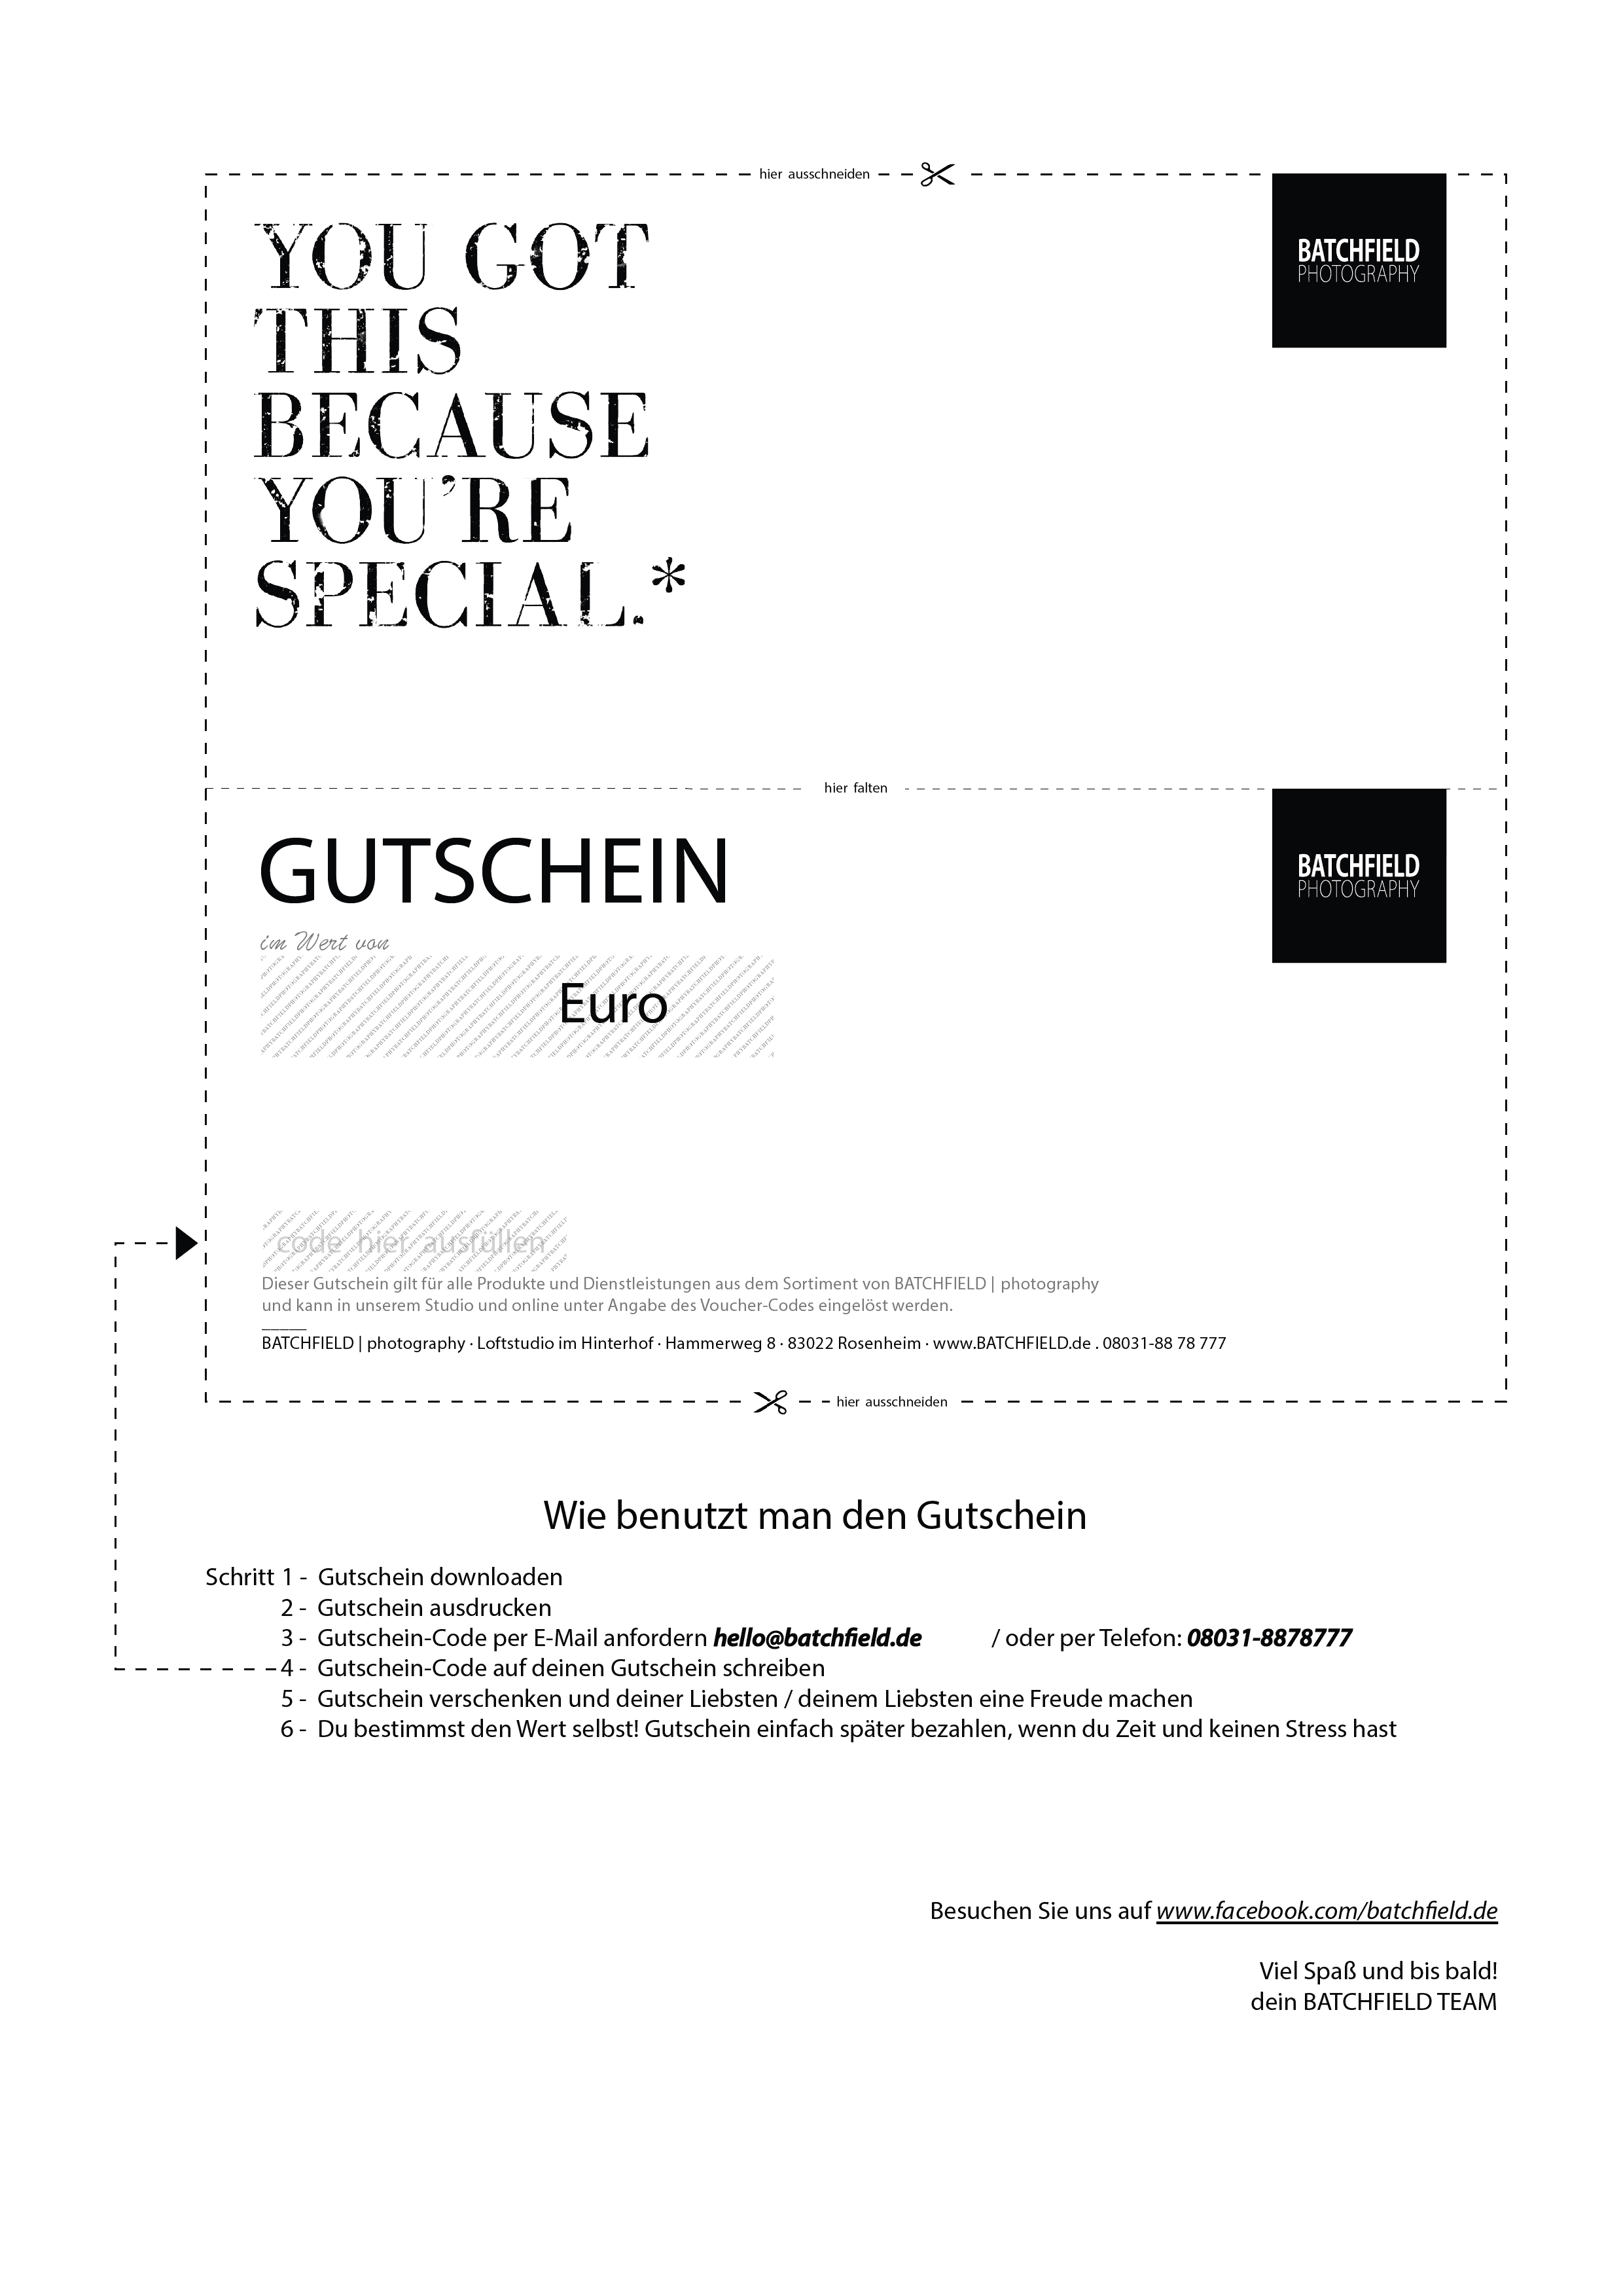 hier ausschneiden
YOU GOT
THIS
BECAUSE
YOU'RE
SPECIAL.*
BATCHFIELD
PHOTOGRAPHY
hier falten
GUTSCHEIN
im Wert von
Euro
BATCHFIELD
PHOTOGRAPHY
code hier ausfüllen
Dieser Gutschein gilt für alle Produkte und Dienstleistungen aus dem Sortiment von BATCHFIELD | photography
und kann in unserem Studio und online unter Angabe des Voucher-Codes eingelöst werden.
BATCHFIELD | photography · Loftstudio im Hinterhof · Hammerweg 8 · 83022 Rosenheim · www.BATCHFIELD.de . 08031-88 78 777
hier ausschneiden
Wie benutzt man den Gutschein
Schritt 1 - Gutschein downloaden
2 - Gutschein ausdrucken
3 - Gutschein-Code per E-Mail anfordern hello@batchfield.de / oder per Telefon: 08031-8878777
4 - Gutschein-Code auf deinen Gutschein schreiben
5 - Gutschein verschenken und deiner Liebsten / deinem Liebsten eine Freude machen
6 - Du bestimmst den Wert selbst! Gutschein einfach später bezahlen, wenn du Zeit und keinen Stress hast
Besuchen Sie uns auf www.facebook.com/batchfield.de
Viel Spaß und bis bald!
dein BATCHFIELD TEAM